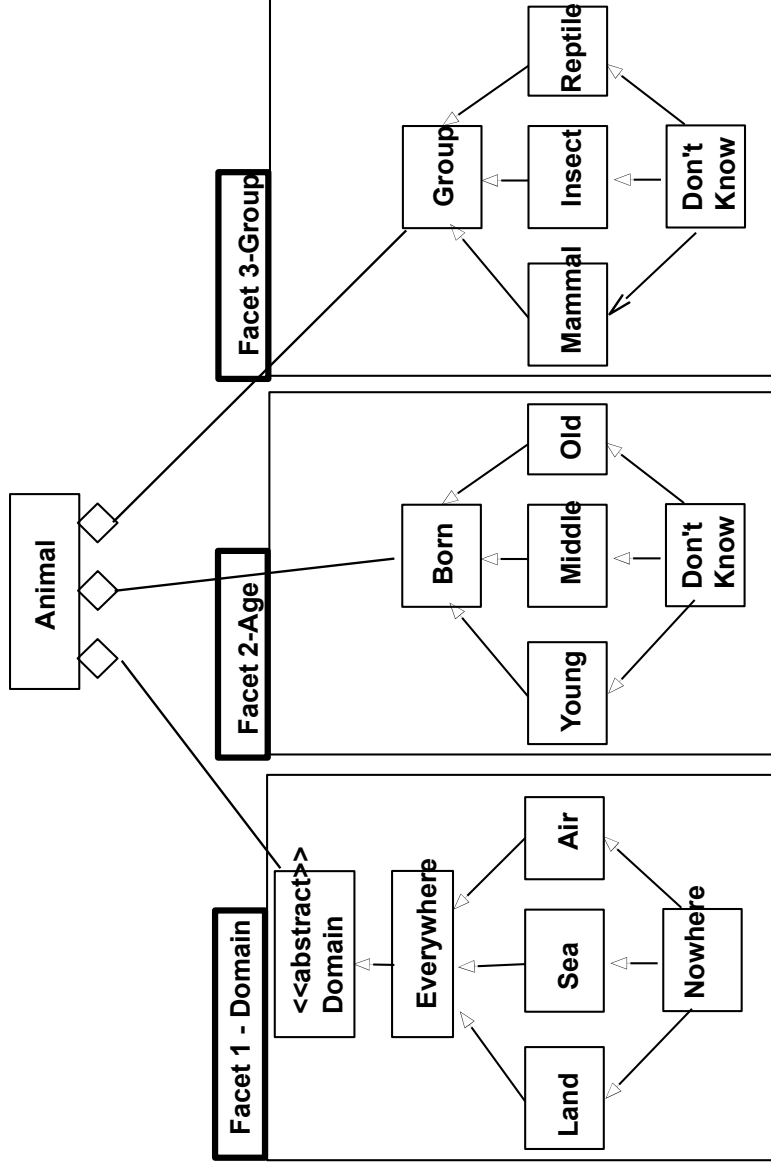 Animal
Facet 1 - Domain
<<abstract>>
Domain
Everywhere
Land
Sea
Air
Nowhere
Facet 2-Age
Born
Young
Middle
Old
Don't
Know
Facet 3-Group
Group
Mammal
Insect
Reptile
Don't
Know